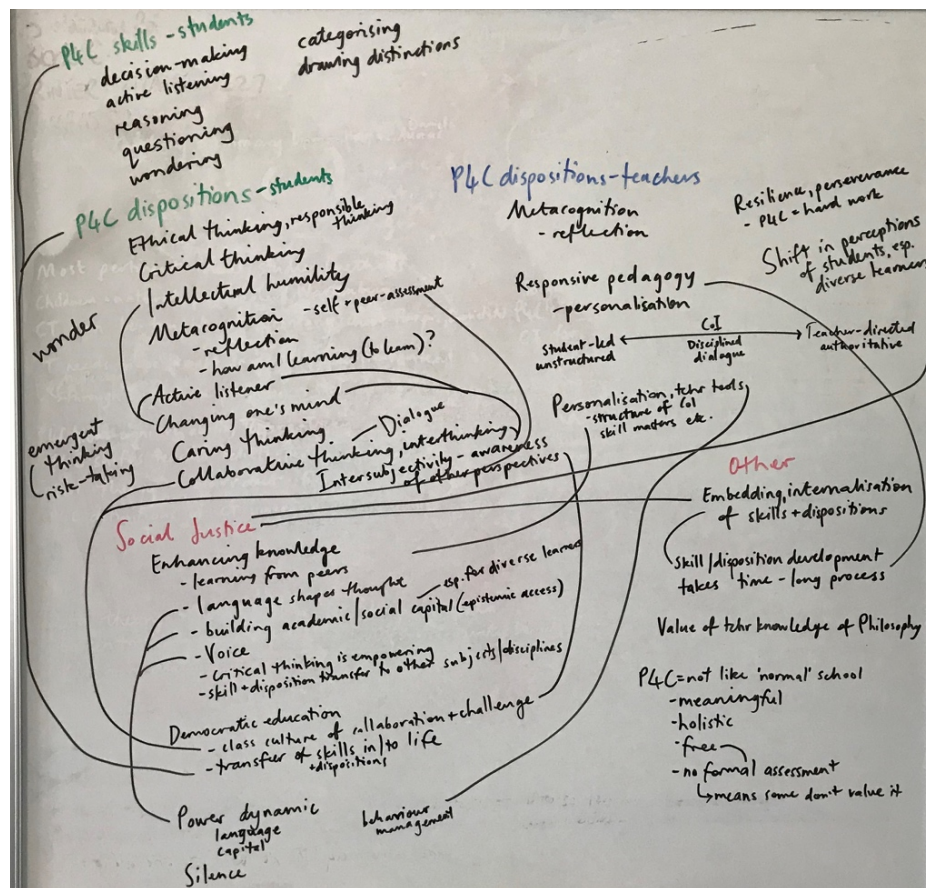 P4C skills - students
decision-making
active listening
reasoning
questioning
wondering
categorising
drawing distinctions
P4C dispositions - students
Ethical thinking, responsible thinking
Critical thinking
Intellectual humility
Metacognition - self + peer-assessment
- reflection
- how am I learning (to learn)?
Active listener
Changing one's mind
Caring thinking
Collaborative thinking, interthinking
Dialogue
Intersubjectivity - awareness
of other perspectives
wonder
emergent
thinking
risk-taking
P4C dispositions - teachers
Metacognition
- reflection
Resilience, perseverance
- P4C = hard work
Shift in perceptions
of students, esp.
diverse learners
Responsive pedagogy
- personalisation
Student-led
unstructured
CoI
Disciplined
dialogue
Teacher-directed
authoritative
Personalisation, tchr tools
- structure of CoI
skill matters etc.
Social Justice
Enhancing knowledge
- learning from peers
- language shapes thought
- building academic/social capital (epistemic access)
esp. for diverse learners
- Voice
- critical thinking is empowering
- skill + disposition transfer to other subjects/disciplines
Democratic education
- class culture of collaboration + challenge
- transfer of skills in/to life
+ dispositions
Power dynamic
language
capital
Silence
behaviour
management
Other
Embedding, internalisation
of skills + dispositions
Skill/disposition development
takes time - long process
Value of tchr knowledge of Philosophy
P4C = not like 'normal' school
- meaningful
- holistic
- free
- no formal assessment
means some don't value it